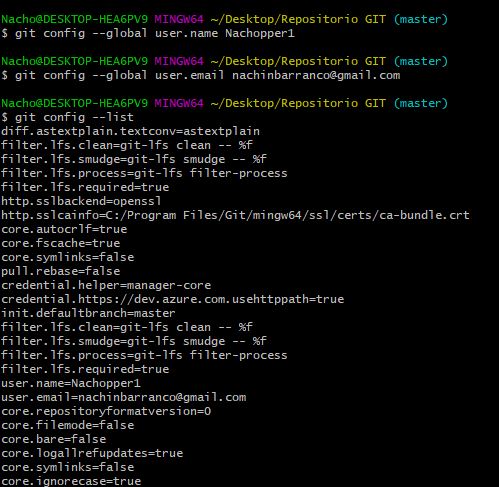 Nacho@DESKTOP-HEA6PV9 MINGW64 ~/Desktop/Repositorio GIT (master)
$ git config --global user.name Nachopper1
Nacho@DESKTOP-HEA6PV9 MINGW64 ~/Desktop/Repositorio GIT (master)
$ git config --global user.email nachinbarranco@gmail.com
Nacho@DESKTOP-HEA6PV9 MINGW64 ~/Desktop/Repositorio GIT (master)
$ git config --list
diff.astextplain.textconv=astextplain
filter.lfs.clean=git-lfs clean -- %f
filter.lfs.smudge=git-lfs smudge -- %f
filter.lfs.process=git-lfs filter-process
filter.lfs.required=true
http.sslbackend=openssl
http.sslcainfo=C:/Program Files/Git/mingw64/ssl/certs/ca-bundle.crt
core.autocrlf=true
core.fscache=true
core.symlinks=false
pull.rebase=false
credential.helper=manager-core
credential.https://dev.azure.com.usehttppath=true
init.defaultbranch=master
filter.lfs.clean=git-lfs clean -- %f
filter.lfs.smudge=git-lfs smudge -- %f
filter.lfs.process=git-lfs filter-process
filter.lfs.required=true
user.name=Nachopper1
user.email=nachinbarranco@gmail.com
core.repositoryformatversion=0
core.filemode=false
core.bare=false
core.logallrefupdates=true
core.symlinks=false
core.ignorecase=true